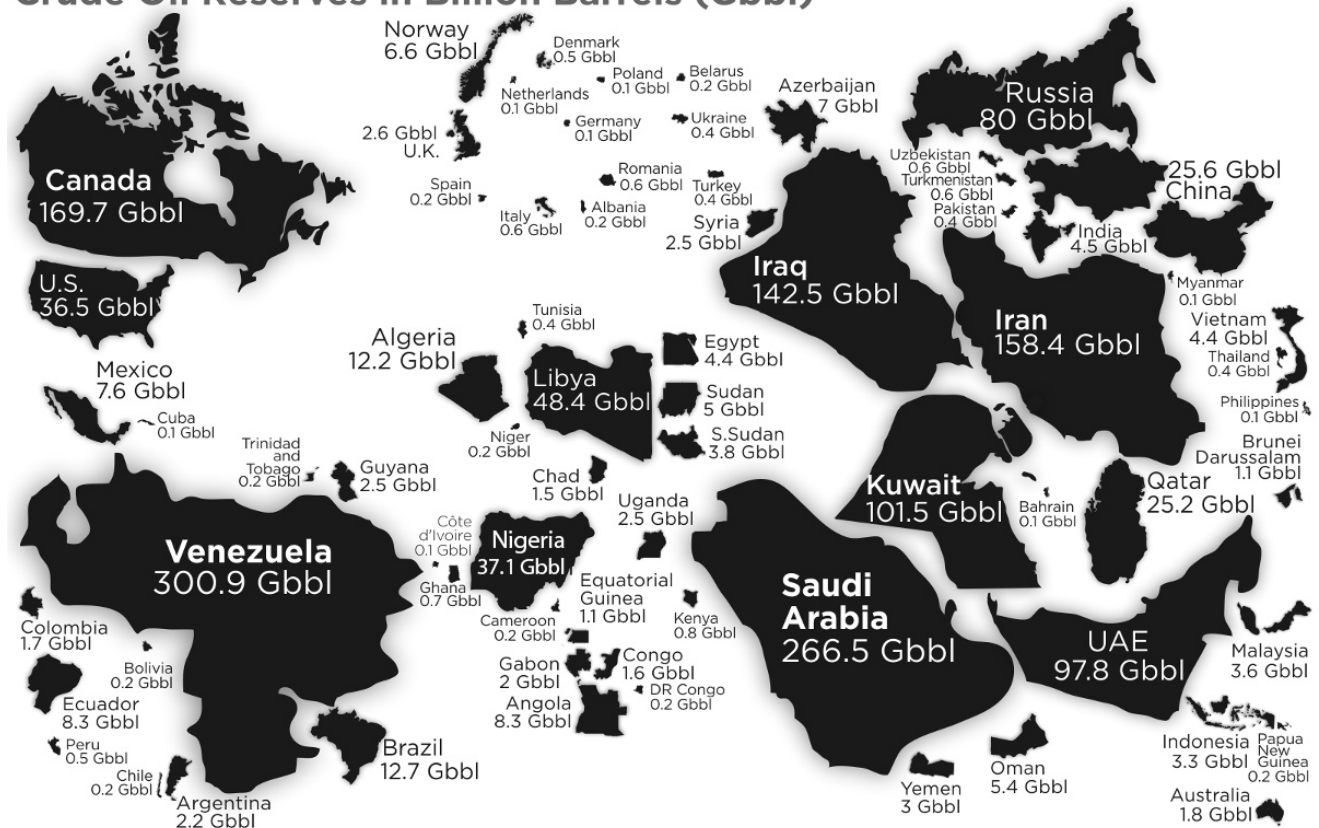 Crude Oil Reserves in Billion Barrels (Gbbl)
Canada
169.7 Gbbl
U.S.
36.5 Gbbl
Mexico
7.6 Gbbl
Cuba
0.1 Gbbl
Trinidad
and
Tobago
0.2 Gbbl
Guyana
2.5 Gbbl
Venezuela
300.9 Gbbl
Colombia
1.7 Gbbl
Bolivia
0.2 Gbbl
Ecuador
8.3 Gbbl
Peru
0.5 Gbbl
Chile
0.2 Gbbl
Argentina
2.2 Gbbl
Brazil
12.7 Gbbl
Norway
6.6 Gbbl
Denmark
0.5 Gbbl
Netherlands
0.1 Gbbl
Poland
0.1 Gbbl
Belarus
0.2 Gbbl
2.6 Gbbl
U.K.
Germany
0.1 Gbbl
Ukraine
0.4 Gbbl
Spain
0.2 Gbbl
Italy
0.6 Gbbl
Romania
0.6 Gbbl
Albania
0.2 Gbbl
Turkey
0.4 Gbbl
Syria
2.5 Gbbl
Azerbaijan
7 Gbbl
Russia
80 Gbbl
Uzbekistan
0.6 Gbbl
Turkmenistan
0.6 Gbbl
Pakistan
0.4 Gbbl
25.6 Gbbl
China
India
4.5 Gbbl
Iraq
142.5 Gbbl
Iran
158.4 Gbbl
Myanmar
0.1 Gbbl
Vietnam
4.4 Gbbl
Thailand
0.4 Gbbl
Philippines
0.1 Gbbl
Brunei
Darussalam
1.1 Gbbl
Algeria
12.2 Gbbl
Tunisia
0.4 Gbbl
Libya
48.4 Gbbl
Egypt
4.4 Gbbl
Sudan
5 Gbbl
S.Sudan
3.8 Gbbl
Niger
0.2 Gbbl
Chad
1.5 Gbbl
Uganda
2.5 Gbbl
Côte
d'Ivoire
0.1 Gbbl
Ghana
0.7 Gbbl
Nigeria
37.1 Gbbl
Cameroon
0.2 Gbbl
Equatorial
Guinea
1.1 Gbbl
Kenya
0.8 Gbbl
Gabon
2 Gbbl
Congo
1.6 Gbbl
DR Congo
0.2 Gbbl
Angola
8.3 Gbbl
Kuwait
101.5 Gbbl
Bahrain
0.1 Gbbl
Qatar
25.2 Gbbl
Saudi
Arabia
266.5 Gbbl
UAE
97.8 Gbbl
Yemen
3 Gbbl
Oman
5.4 Gbbl
Malaysia
3.6 Gbbl
Indonesia
3.3 Gbbl
Papua
New
Guinea
0.2 Gbbl
Australia
1.8 Gbbl